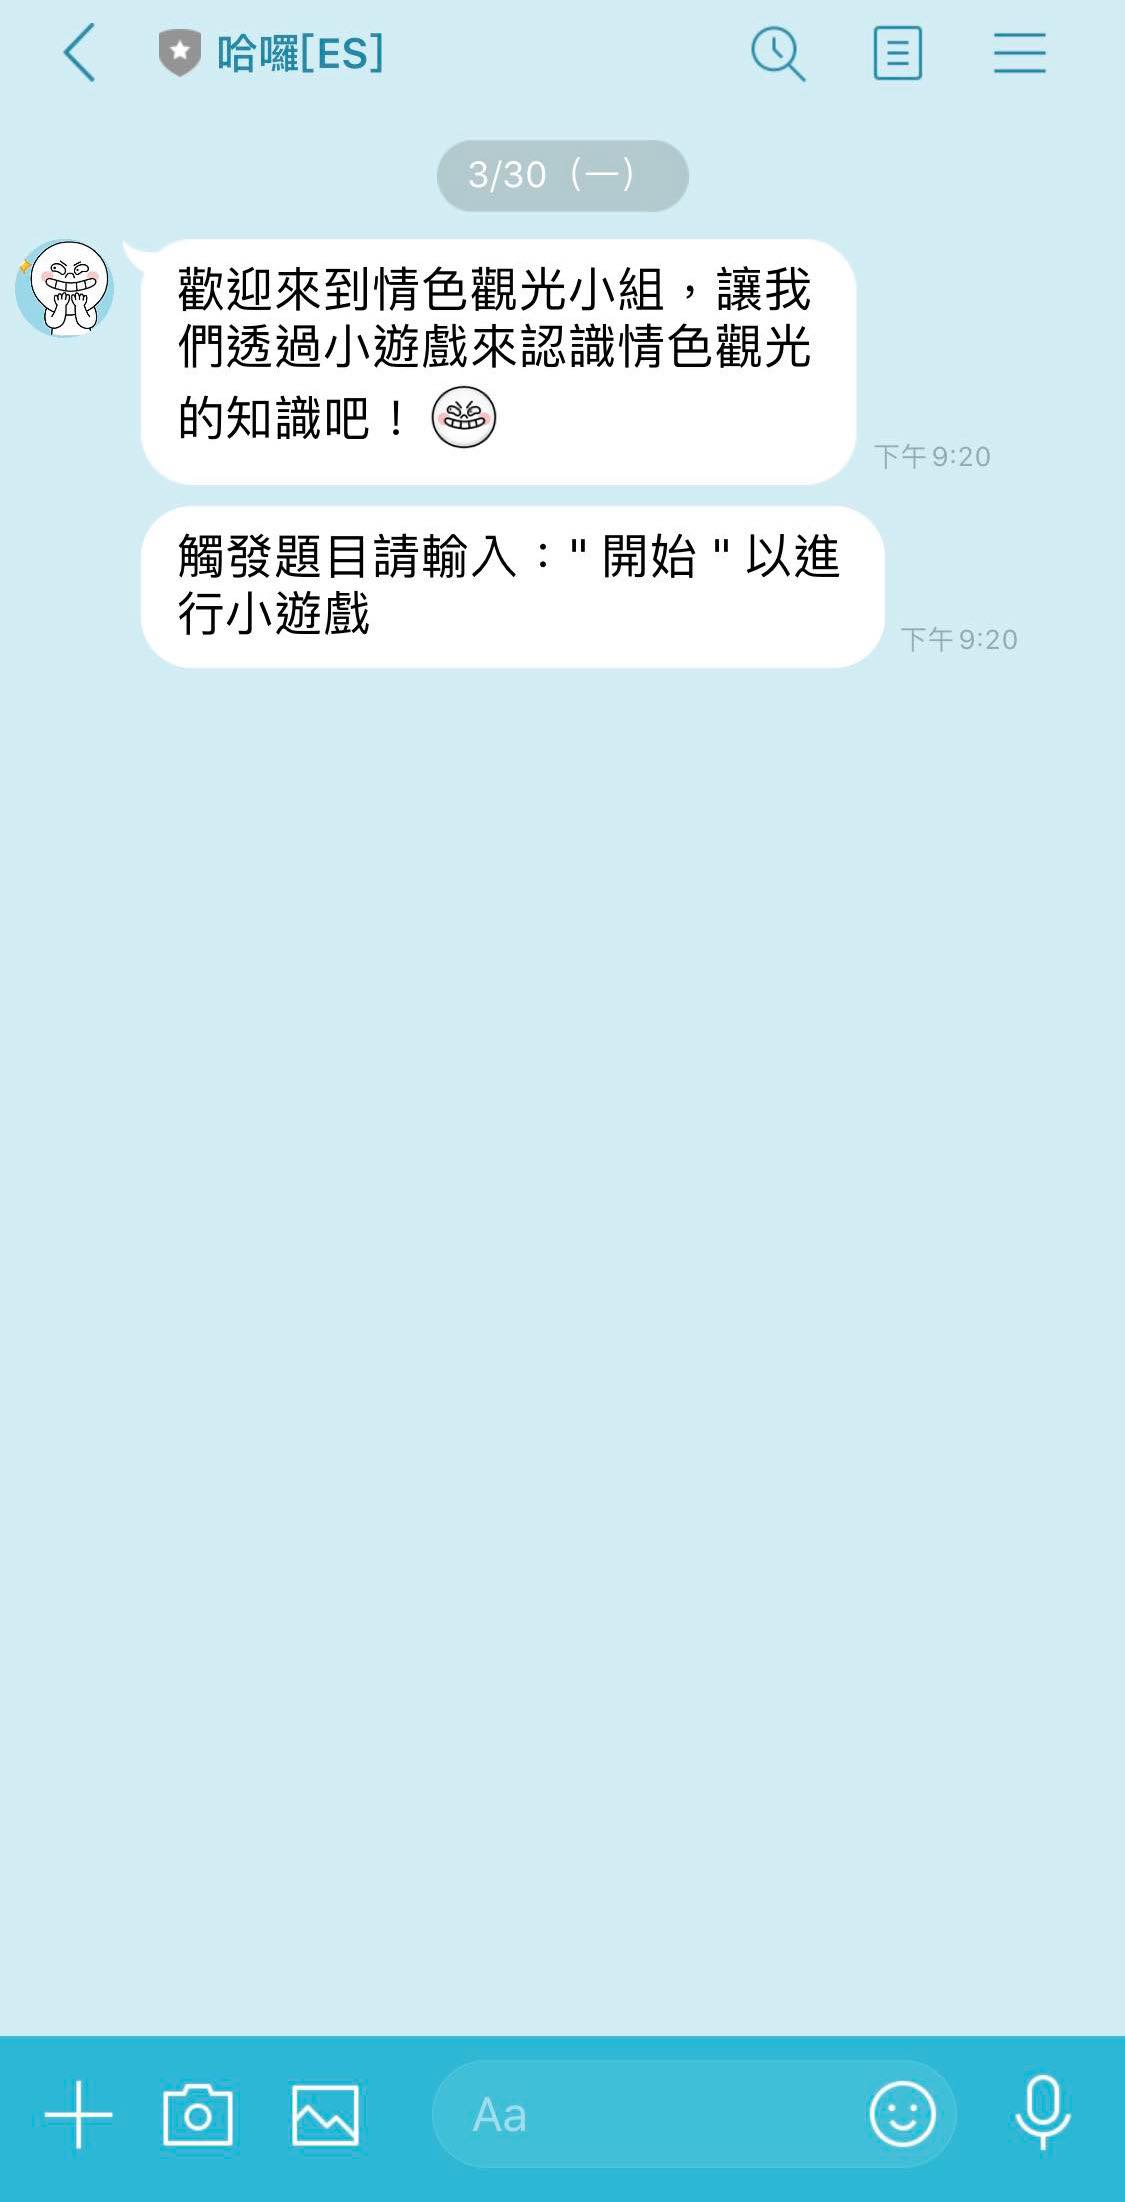 哈囉[ES]
3/30（一）
歡迎來到情色觀光小組，讓我
們透過小遊戲來認識情色觀光
的知識吧！
下午9:20
觸發題目請輸入："開始"以進
行小遊戲
下午9:20
Aa